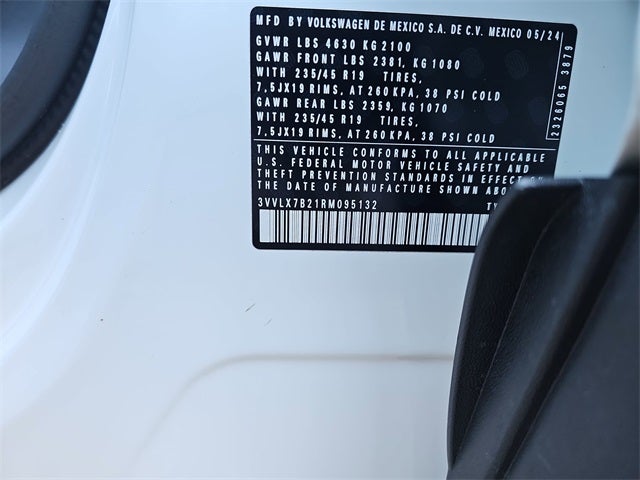 MFD BY VOLKSWAGEN DE MEXICO S.A. DE C.V. MEXICO 05/24
GVWR LBS 4630 KG 2100
GAWR FRONT LBS 2381, KG 1080
WITH 235/45 R19 TIRES,
7,5JX19 RIMS, AT 260 KPA, 38 PSI COLD
GAWR REAR LBS 2359, KG 1070
WITH 235/45 R19 TIRES,
7,5JX19 RIMS, AT 260 KPA, 38 PSI COLD
THIS VEHICLE CONFORMS TO ALL APPLICABLE
U.S. FEDERAL MOTOR VEHICLE SAFETY AND
THEFT PREVENTION STANDARDS IN EFFECT ON
THE DATE OF MANUFACTURE SHOWN ABO
3VVLX7B21RM095132 TY
2326065 3879